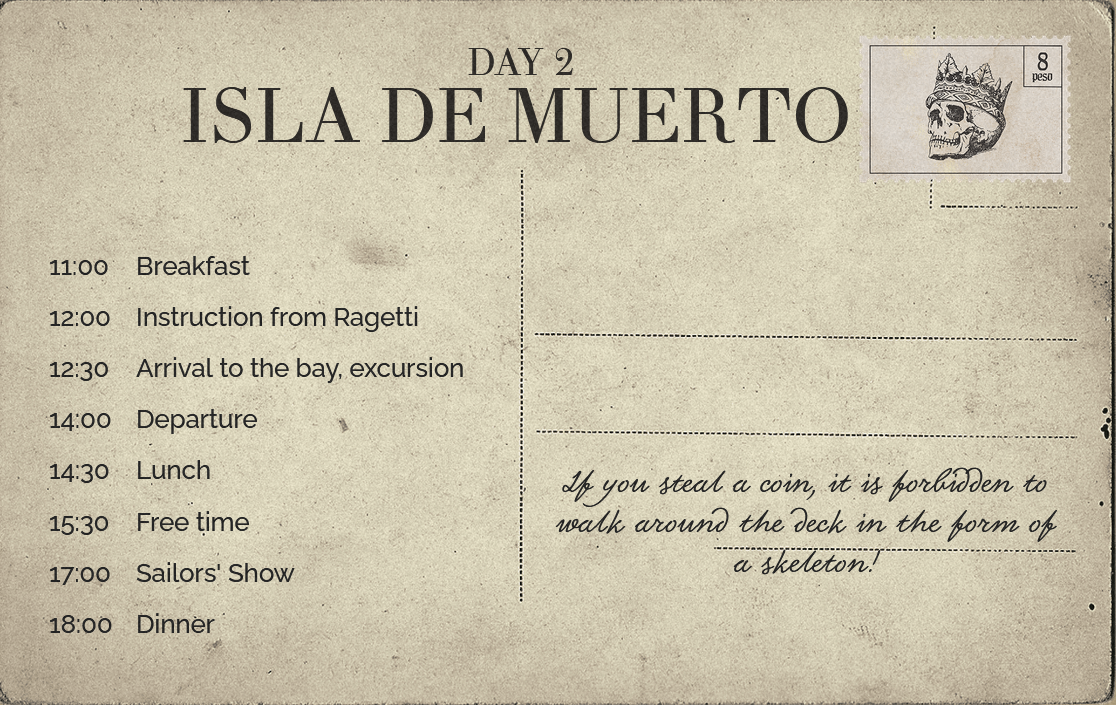 DAY 2
ISLA DE MUERTO
8
peso
11:00 Breakfast
12:00 Instruction from Ragetti
12:30 Arrival to the bay, excursion
14:00 Departure
14:30 Lunch
15:30 Free time
17:00 Sailors' Show
18:00 Dinner
If you steal a coin, it is forbidden to
walk around the deck in the form of
a skeleton!